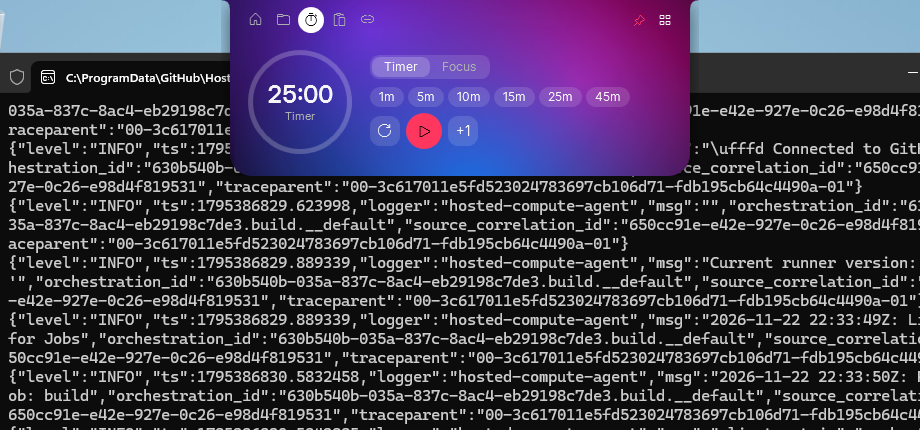 C:\ProgramData\GitHub\Host
Timer Focus
25:00
Timer
1m 5m 10m 15m 25m 45m
+1
035a-837c-8ac4-eb29198c7d
91e-e42e-927e-0c26-e98d4f8
raceparent":"00-3c617011e
{"level":"INFO","ts":1795
:"\ufffd Connected to GitH
hestration_id":"630b540b-
ce_correlation_id":"650cc9
27e-0c26-e98d4f819531","traceparent":"00-3c617011e5fd523024783697cb106d71-fdb195cb64c4490a-01"}
{"level":"INFO","ts":1795386829.623998,"logger":"hosted-compute-agent","msg":"","orchestration_id":"63
35a-837c-8ac4-eb29198c7de3.build.__default","source_correlation_id":"650cc91e-e42e-927e-0c26-e98d4f819
aceparent":"00-3c617011e5fd523024783697cb106d71-fdb195cb64c4490a-01"}
{"level":"INFO","ts":1795386829.889339,"logger":"hosted-compute-agent","msg":"Current runner version:
'","orchestration_id":"630b540b-035a-837c-8ac4-eb29198c7de3.build.__default","source_correlation_id":"
-e42e-927e-0c26-e98d4f819531","traceparent":"00-3c617011e5fd523024783697cb106d71-fdb195cb64c4490a-01"
{"level":"INFO","ts":1795386829.889339,"logger":"hosted-compute-agent","msg":"2026-11-22 22:33:49Z: Li
for Jobs","orchestration_id":"630b540b-035a-837c-8ac4-eb29198c7de3.build.__default","source_correlatio
50cc91e-e42e-927e-0c26-e98d4f819531","traceparent":"00-3c617011e5fd523024783697cb106d71-fdb195cb64c449
{"level":"INFO","ts":1795386830.5832458,"logger":"hosted-compute-agent","msg":"2026-11-22 22:33:50Z: R
ob: build","orchestration_id":"630b540b-035a-837c-8ac4-eb29198c7de3.build.__default","source_correlati
650cc91e-e42e-927e-0c26-e98d4f819531","traceparent":"00-3c617011e5fd523024783697cb106d71-fdb195cb64c44